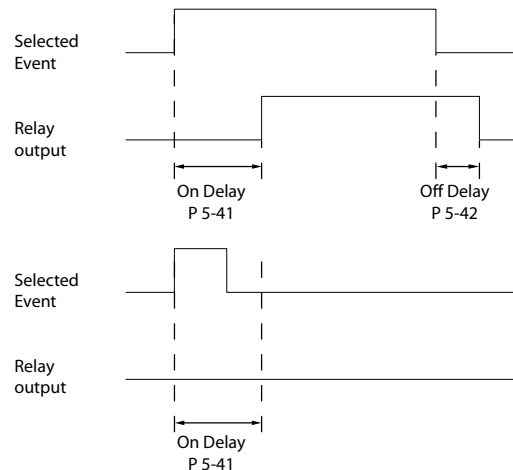 Selected
Event
Relay
output
On Delay
P 5-41
Off Delay
P 5-42
Selected
Event
Relay
output
On Delay
P 5-41